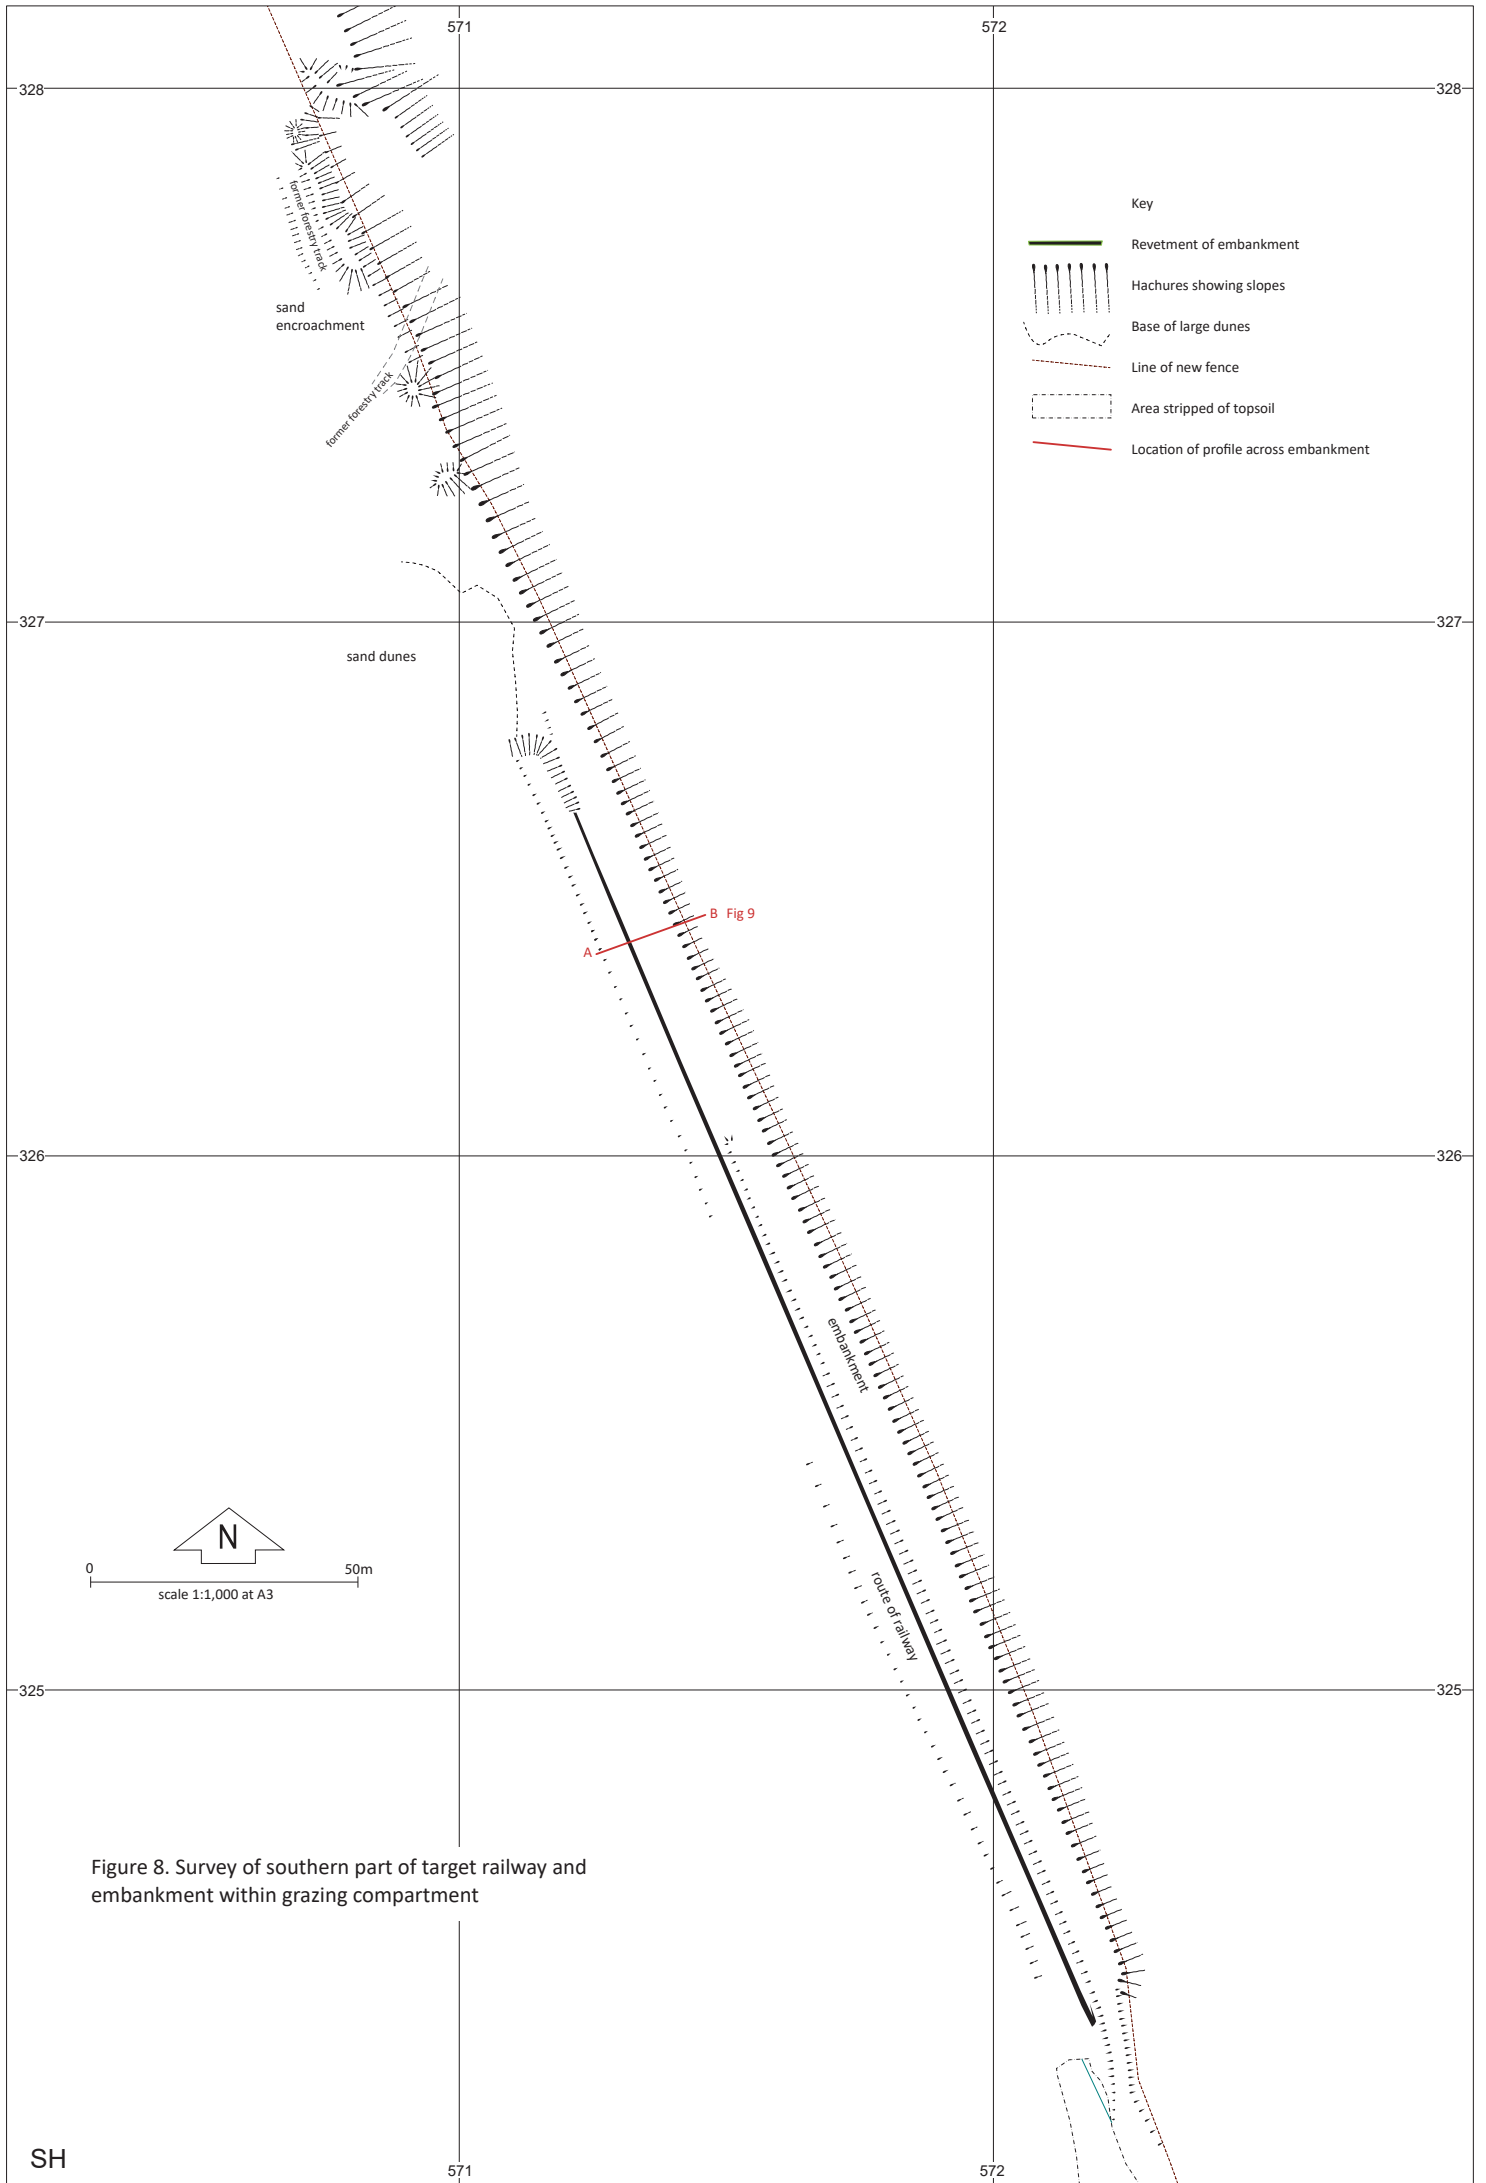 571
572
328
328
Key
Revetment of embankment
Hachures showing slopes
Base of large dunes
Line of new fence
Area stripped of topsoil
Location of profile across embankment
former forestry track
sand
encroachment
former forestry track
327
327
sand dunes
B Fig 9
A
326
326
embankment
N
0 50m
scale 1:1,000 at A3
route of railway
325
325
Figure 8. Survey of southern part of target railway and
embankment within grazing compartment
SH
571
572